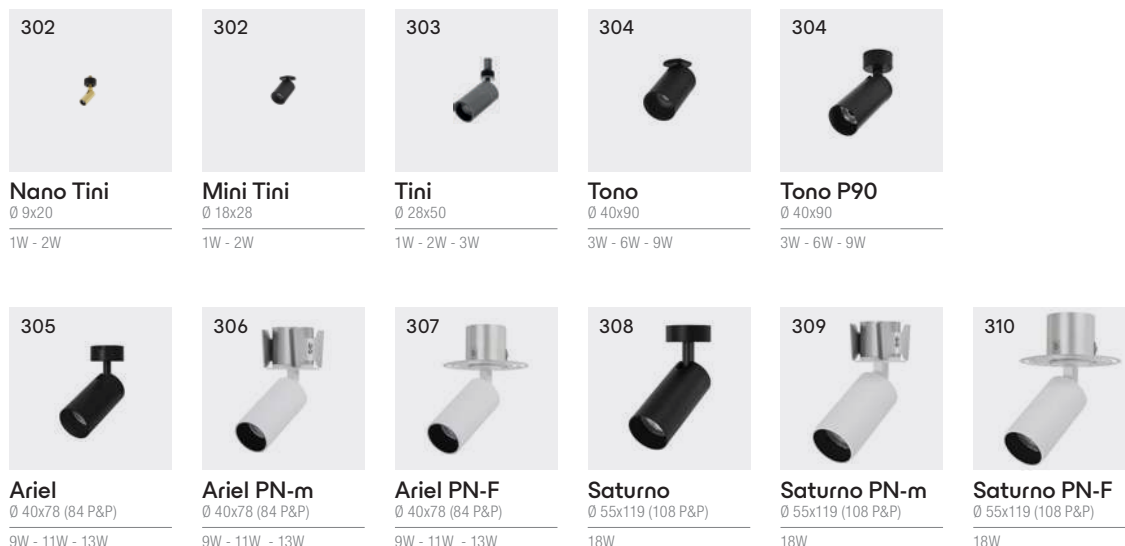 302
Nano Tini
Ø 9x20
1W - 2W
302
Mini Tini
Ø 18x28
1W - 2W
303
Tini
Ø 28x50
1W - 2W - 3W
304
Tono
Ø 40x90
3W - 6W - 9W
304
Tono P90
Ø 40x90
3W - 6W - 9W
305
Ariel
Ø 40x78 (84 P&P)
9W - 11W - 13W
306
Ariel PN-m
Ø 40x78 (84 P&P)
9W - 11W - 13W
307
Ariel PN-F
Ø 40x78 (84 P&P)
9W - 11W - 13W
308
Saturno
Ø 55x119 (108 P&P)
18W
309
Saturno PN-m
Ø 55x119 (108 P&P)
18W
310
Saturno PN-F
Ø 55x119 (108 P&P)
18W